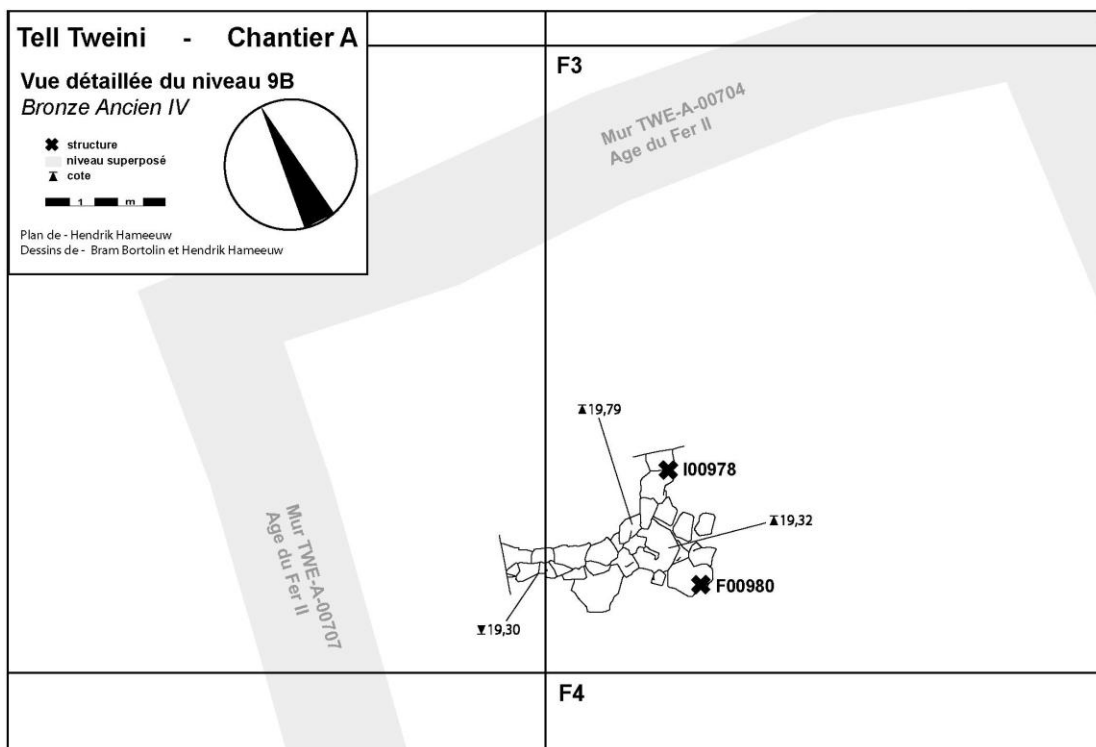 Tell Tweini - Chantier A
Vue détaillée du niveau 9B
Bronze Ancien IV
structure
niveau superposé
cote
1 m
Plan de - Hendrik Hameeuw
Dessins de - Bram Bortolin et Hendrik Hameeuw
F3
Mur TWE-A-00704
Age du Fer II
19,79
I00978
19,32
Mur TWE-A-00707
Age du Fer II
F00980
19,30
F4